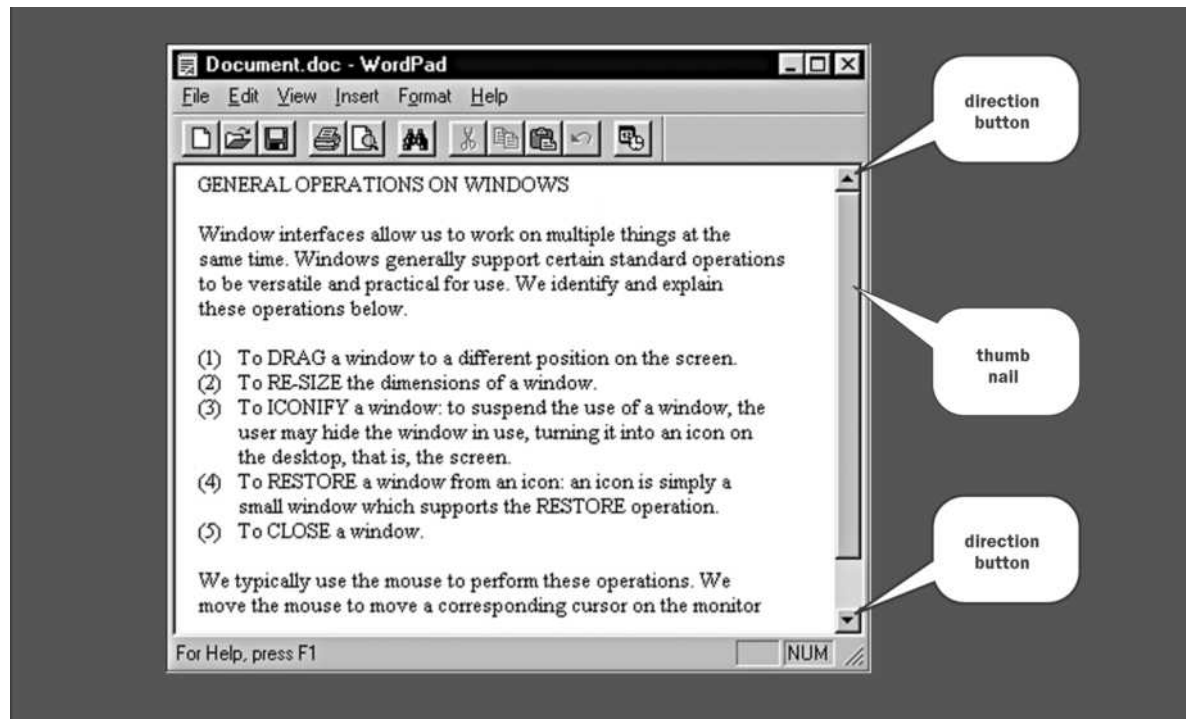 Document.doc - WordPad
File Edit View Insert Format Help
GENERAL OPERATIONS ON WINDOWS
Window interfaces allow us to work on multiple things at the
same time. Windows generally support certain standard operations
to be versatile and practical for use. We identify and explain
these operations below.
(1) To DRAG a window to a different position on the screen.
(2) To RE-SIZE the dimensions of a window.
(3) To ICONIFY a window: to suspend the use of a window, the
user may hide the window in use, turning it into an icon on
the desktop, that is, the screen.
(4) To RESTORE a window from an icon: an icon is simply a
small window which supports the RESTORE operation.
(5) To CLOSE a window.
We typically use the mouse to perform these operations. We
move the mouse to move a corresponding cursor on the monitor
For Help, press F1
NUM
direction
button
thumb
nail
direction
button